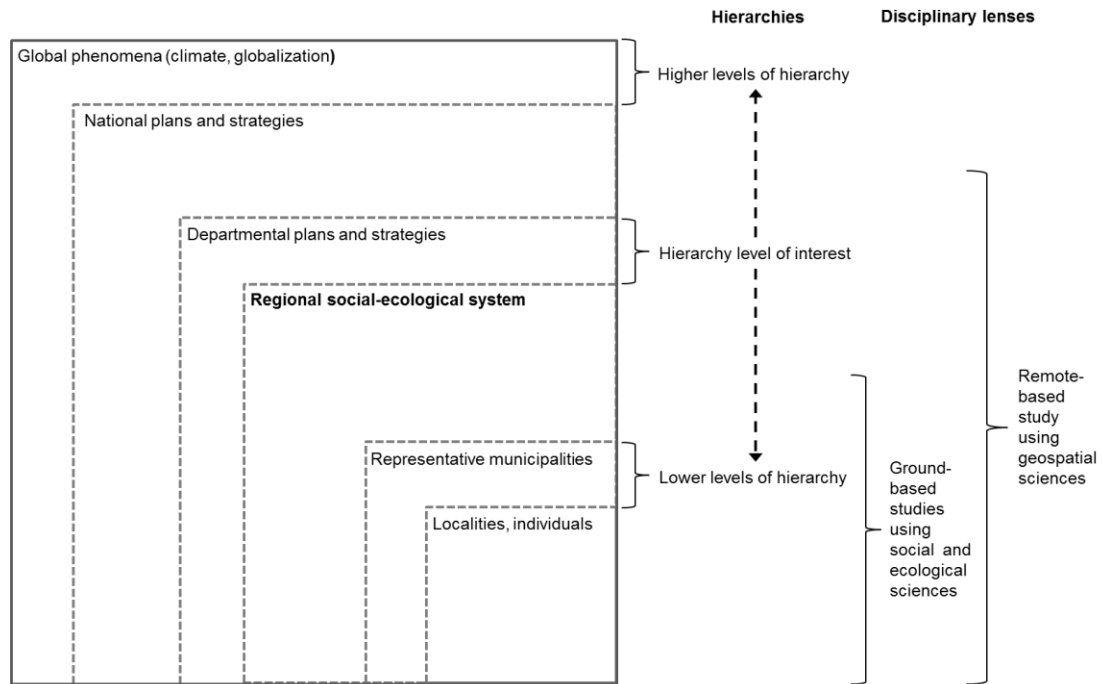 Hierarchies
Disciplinary lenses
Global phenomena (climate, globalization)
Higher levels of hierarchy
National plans and strategies
Departmental plans and strategies
Hierarchy level of interest
Regional social-ecological system
Representative municipalities
Lower levels of hierarchy
Localities, individuals
Ground-
based
studies
using
social and
ecological
sciences
Remote-
based
study
using
geospatial
sciences